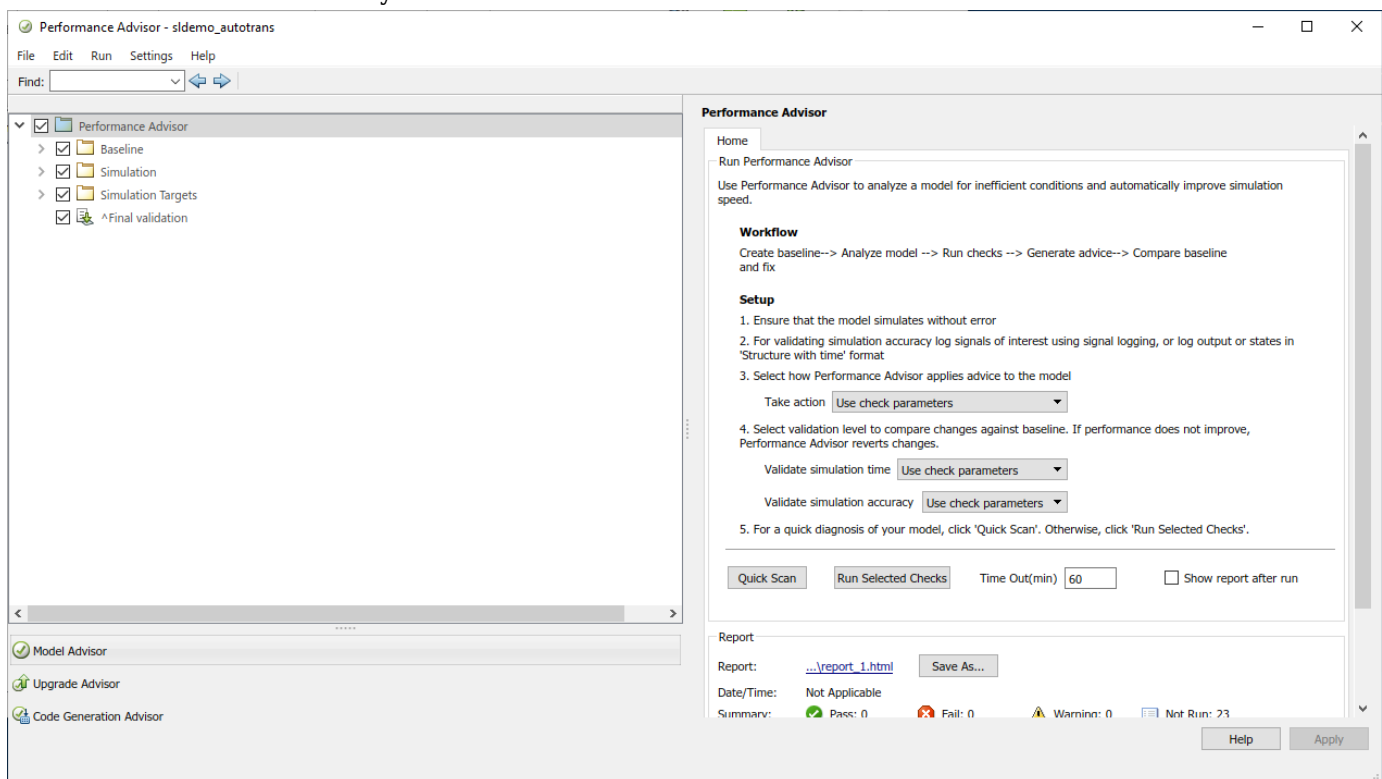 Performance Advisor - sldemo_autotrans
File Edit Run Settings Help
Find:
Performance Advisor
Baseline
Simulation
Simulation Targets
^Final validation
Model Advisor
Upgrade Advisor
Code Generation Advisor
Performance Advisor
Home
Run Performance Advisor
Use Performance Advisor to analyze a model for inefficient conditions and automatically improve simulation
speed.
Workflow
Create baseline--> Analyze model --> Run checks --> Generate advice--> Compare baseline
and fix
Setup
1. Ensure that the model simulates without error
2. For validating simulation accuracy log signals of interest using signal logging, or log output or states in
'Structure with time' format
3. Select how Performance Advisor applies advice to the model
Take action Use check parameters
4. Select validation level to compare changes against baseline. If performance does not improve,
Performance Advisor reverts changes.
Validate simulation time Use check parameters
Validate simulation accuracy Use check parameters
5. For a quick diagnosis of your model, click 'Quick Scan'. Otherwise, click 'Run Selected Checks'.
Quick Scan Run Selected Checks Time Out(min) 60 Show report after run
Report
Report: ...\report_1.html Save As...
Date/Time: Not Applicable
Summary: Pass: 0 Fail: 0 Warning: 0 Not Run: 23
Help Apply